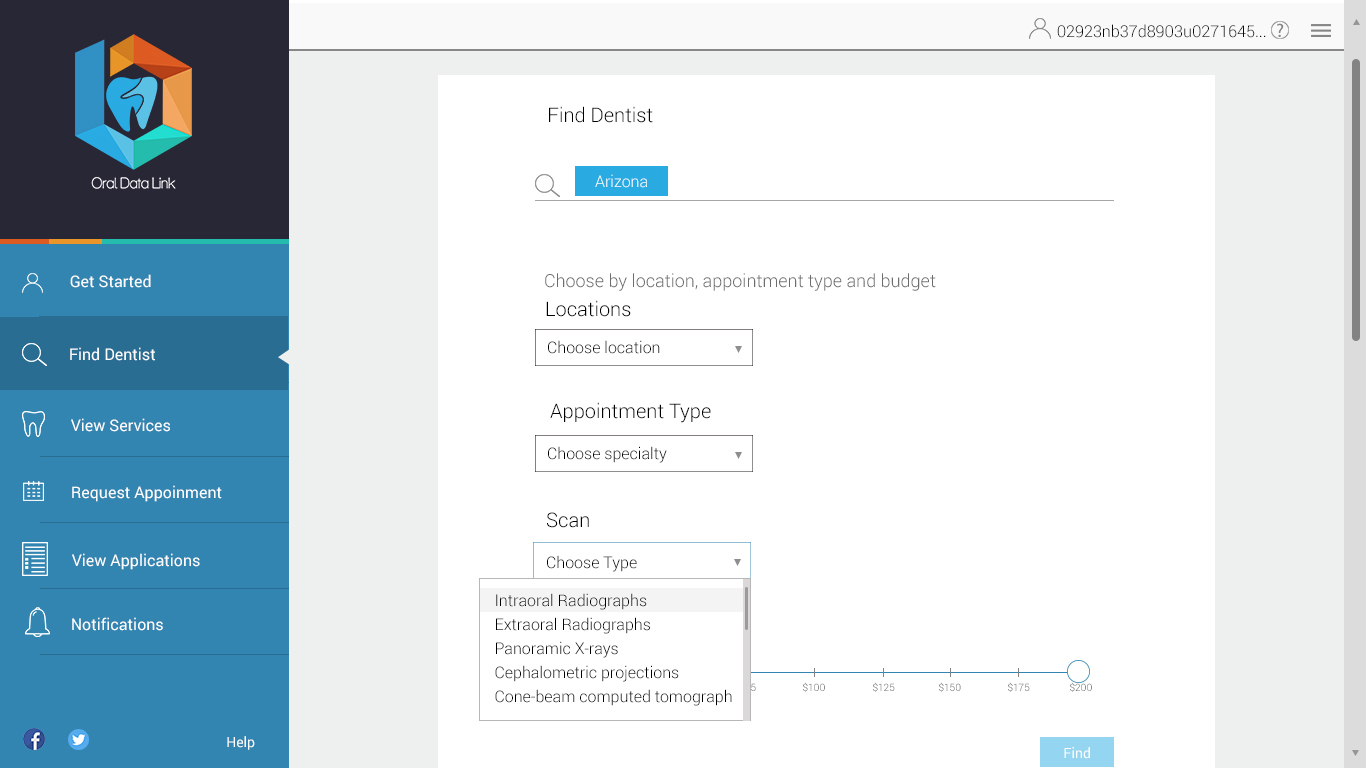 02923nb37d8903u0271645... ?
Oral Data Link
Get Started
Find Dentist
View Services
Request Appoinment
View Applications
Notifications
f
Help
Find Dentist
Arizona
Choose by location, appointment type and budget
Locations
Choose location
Appointment Type
Choose specialty
Scan
Choose Type
Intraoral Radiographs
Extraoral Radiographs
Panoramic X-rays
Cephalometric projections
Cone-beam computed tomograph
5 $100 $125 $150 $175 $200
Find